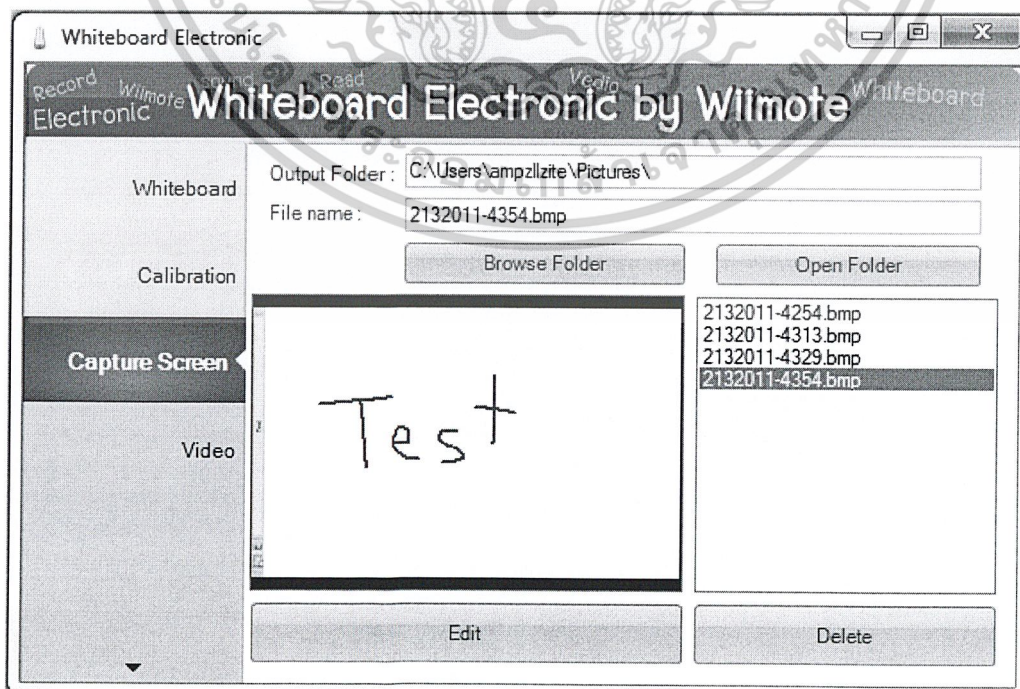 Whiteboard Electronic
Record Wiimote Read Vedio Whiteboard
Electronic Whiteboard Electronic by Wiimote
Whiteboard
Output Folder : C:\Users\ampzllzite\Pictures\
File name : 2132011-4354.bmp
Browse Folder Open Folder
Calibration
2132011-4254.bmp
2132011-4313.bmp
2132011-4329.bmp
2132011-4354.bmp
Capture Screen
Test
Video
Edit
Delete